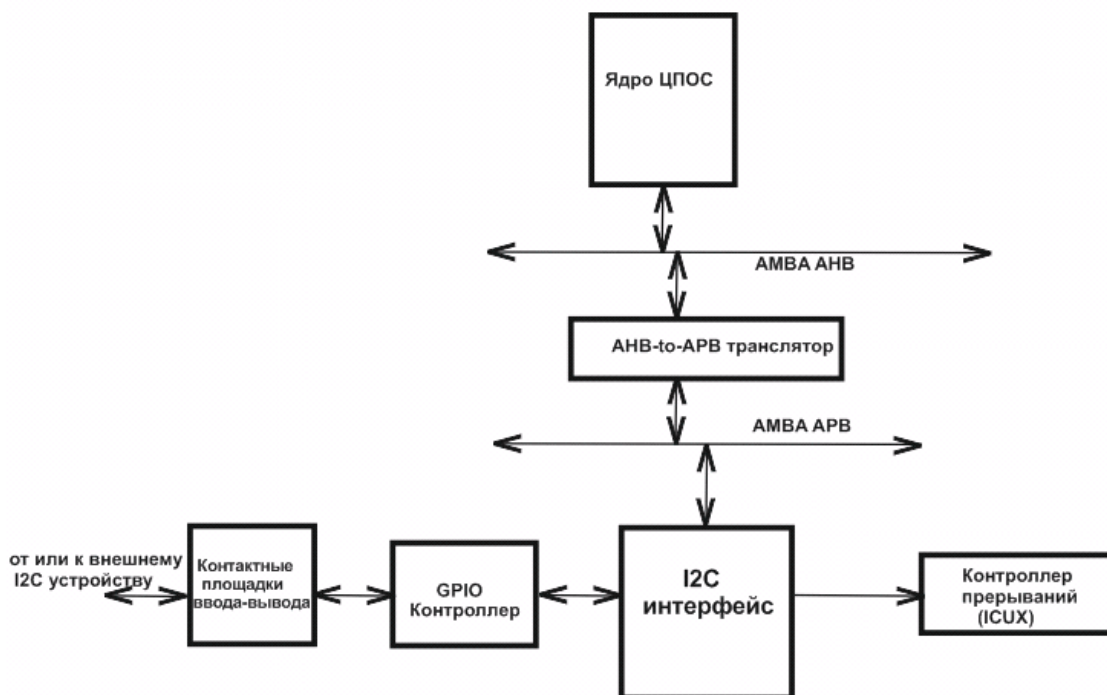 Ядро ЦПОС
AMBA AHB
AHB-to-APB транслятор
AMBA APB
от или к внешнему
I2C устройству
Контактные
площадки
ввода-вывода
GPIO
Контроллер
I2C
интерфейс
Контроллер
прерываний
(ICUX)